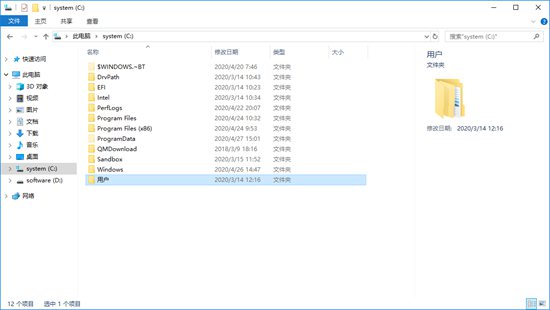 system (C:)
文件 主页 共享 查看
此电脑 › system (C:) 搜索"system (C:)"
名称 修改日期 类型 大小
快速访问
此电脑
3D 对象
视频
图片
文档
下载
音乐
桌面
system (C:)
software (D:)
网络
$WINDOWS.~BT 2020/4/20 7:46 文件夹
DrvPath 2020/3/14 10:43 文件夹
EFI 2020/3/14 10:23 文件夹
Intel 2020/3/14 10:34 文件夹
PerfLogs 2020/4/22 20:07 文件夹
Program Files 2020/4/24 10:32 文件夹
Program Files (x86) 2020/4/24 9:53 文件夹
ProgramData 2020/4/27 15:01 文件夹
QMDownload 2018/3/9 18:16 文件夹
Sandbox 2020/3/15 11:52 文件夹
Windows 2020/4/26 14:47 文件夹
用户 2020/3/14 12:16 文件夹
用户
文件夹
修改日期: 2020/3/14 12:16
12 个项目 选中 1 个项目